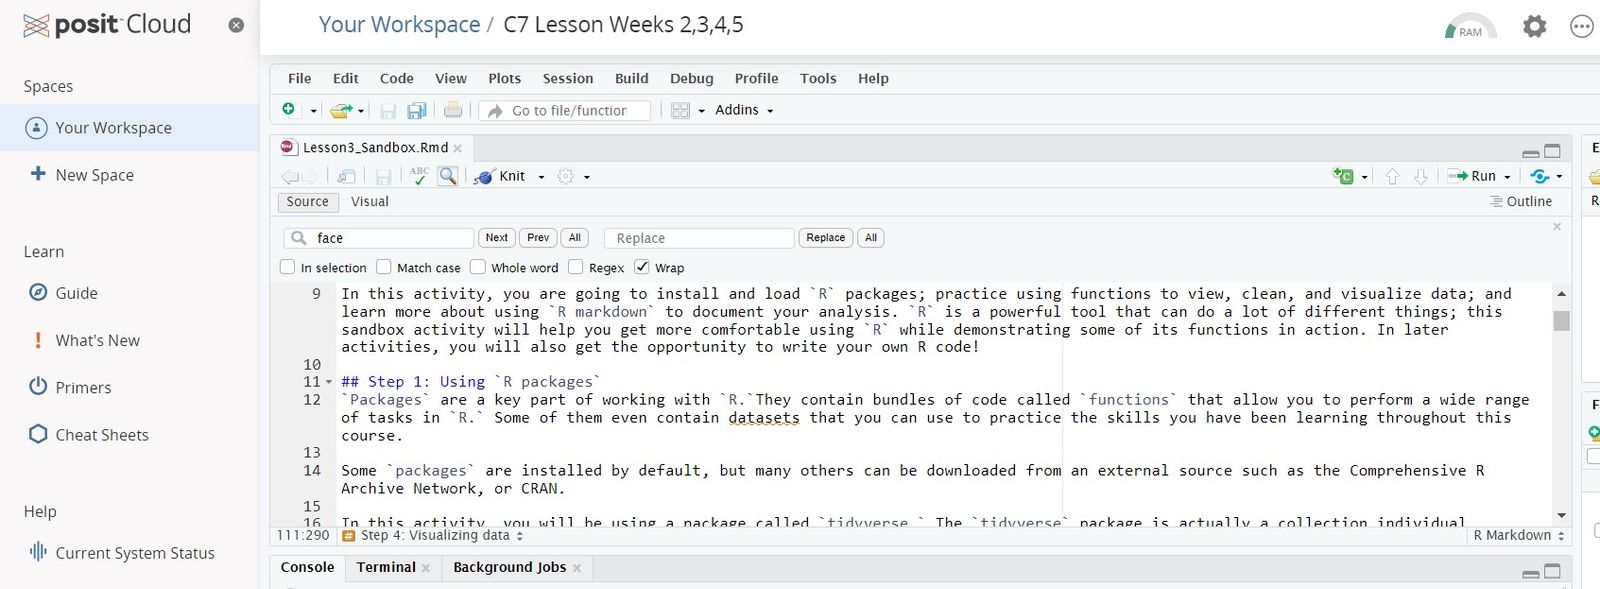 posit Cloud
Your Workspace / C7 Lesson Weeks 2,3,4,5
RAM
Spaces
Your Workspace
New Space
Learn
Guide
What's New
Primers
Cheat Sheets
Help
Current System Status
File Edit Code View Plots Session Build Debug Profile Tools Help
Go to file/function Addins
Lesson3_Sandbox.Rmd
ABC Knit Run
Source Visual Outline
face Next Prev All Replace Replace All
In selection Match case Whole word Regex Wrap
9 In this activity, you are going to install and load `R` packages; practice using functions to view, clean, and visualize data; and
learn more about using `R markdown` to document your analysis. `R` is a powerful tool that can do a lot of different things; this
sandbox activity will help you get more comfortable using `R` while demonstrating some of its functions in action. In later
activities, you will also get the opportunity to write your own R code!
10
11 ## Step 1: Using `R packages`
12 `Packages` are a key part of working with `R.`They contain bundles of code called `functions` that allow you to perform a wide range
of tasks in `R.` Some of them even contain datasets that you can use to practice the skills you have been learning throughout this
course.
13
14 Some `packages` are installed by default, but many others can be downloaded from an external source such as the Comprehensive R
Archive Network, or CRAN.
15
16 In this activity, you will be using a package called `tidyverse.` The `tidyverse` package is actually a collection individual
111:290 # Step 4: Visualizing data R Markdown
Console Terminal Background Jobs